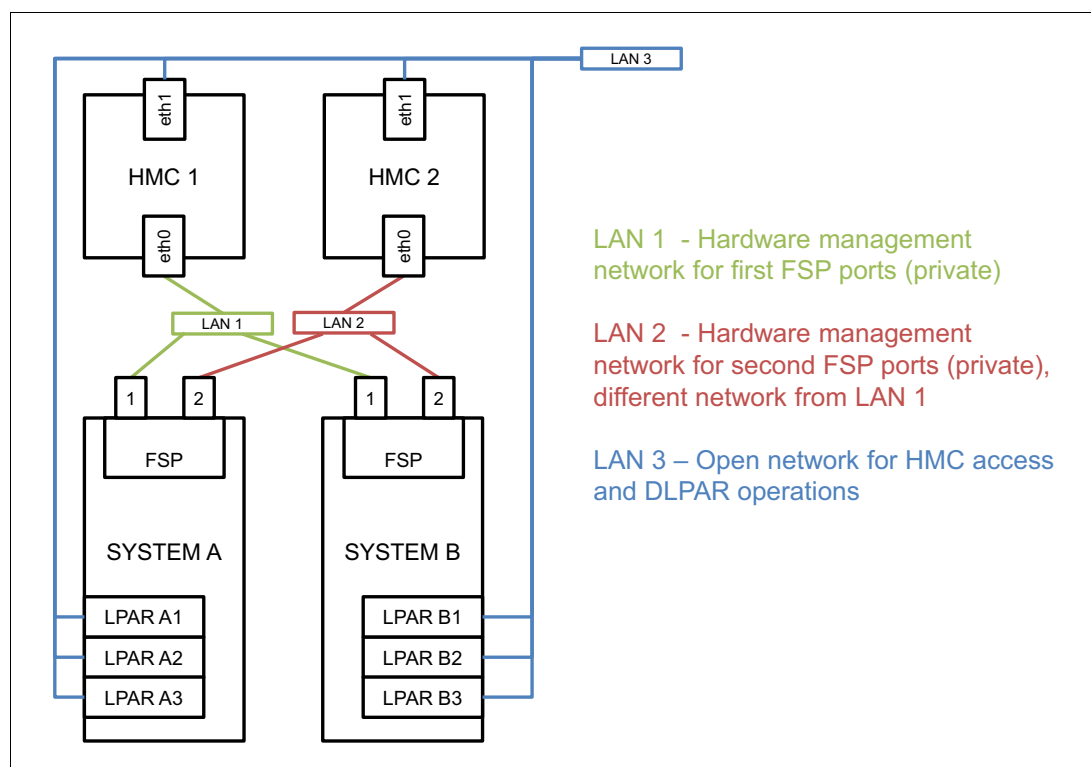 LAN 3
eth1
eth1
HMC 1
HMC 2
eth0
eth0
LAN 1
LAN 2
1
2
1
2
FSP
FSP
SYSTEM A
SYSTEM B
LPAR A1
LPAR B1
LPAR A2
LPAR B2
LPAR A3
LPAR B3
LAN 1  - Hardware management
network for first FSP ports (private)
LAN 2  - Hardware management
network for second FSP ports (private),
different network from LAN 1
LAN 3 – Open network for HMC access
and DLPAR operations